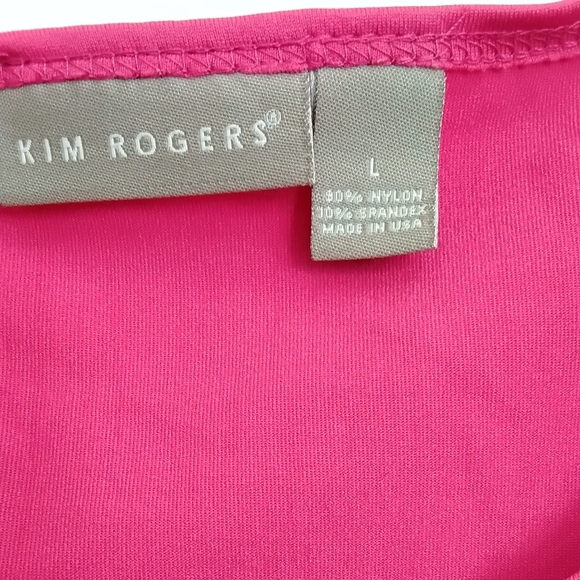 KIM ROGERS®
L
90% NYLON
10% SPANDEX
MADE IN USA